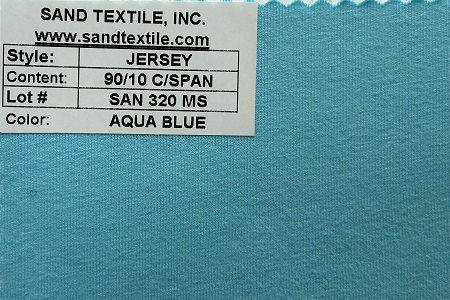 SAND TEXTILE, INC.
www.sandtextile.com
Style: JERSEY
Content: 90/10 C/SPAN
Lot # SAN 320 MS
Color: AQUA BLUE